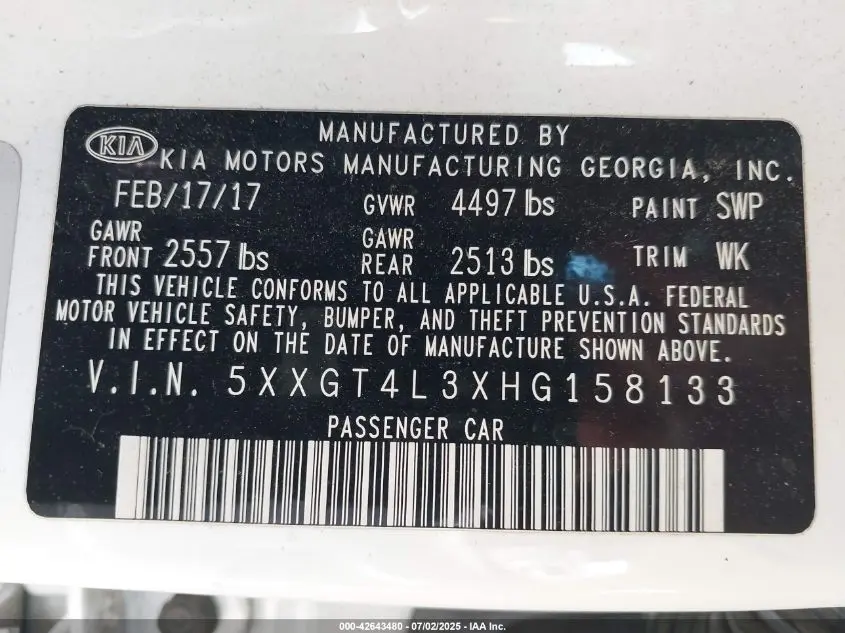 MANUFACTURED BY
KIA KIA MOTORS MANUFACTURING GEORGIA, INC.
FEB/17/17 GVWR 4497 lbs PAINT SWP
GAWR FRONT 2557 lbs GAWR REAR 2513 lbs TRIM WK
THIS VEHICLE CONFORMS TO ALL APPLICABLE U.S.A. FEDERAL
MOTOR VEHICLE SAFETY, BUMPER, AND THEFT PREVENTION STANDARDS
IN EFFECT ON THE DATE OF MANUFACTURE SHOWN ABOVE.
V.I.N. 5XXGT4L3XHG158133
PASSENGER CAR
000-42643480 - 07/02/2025 - IAA Inc.